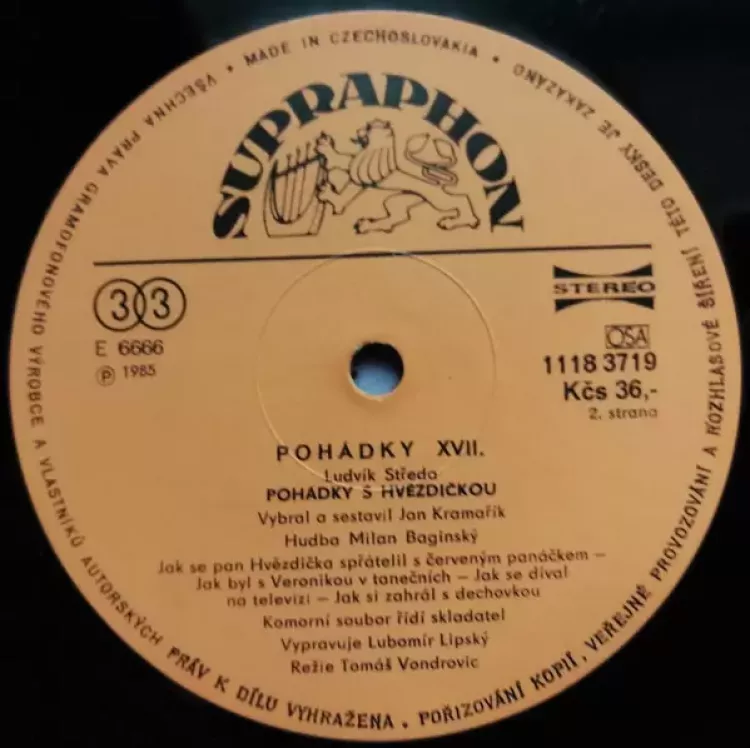 VŠECHNA PRÁVA GRAMOFONOVÉHO VÝROBCE A VLASTNÍKŮ AUTORSKÝCH PRÁV K DÍLU VYHRAŽENA. POŘIZOVÁNÍ KOPIÍ, VEŘEJNÉ PROVOZOVÁNÍ A ROZHLASOVÉ ŠÍŘENÍ TÉTO DESKY JE ZAKÁZÁNO
• MADE IN CZECHOSLOVAKIA •
SUPRAPHON
33
STEREO
E 6666
OSA
Ⓟ 1985
1118 3719
Kčs 36,-
2. strana
POHÁDKY XVII.
Ludvík Středa
POHÁDKY S HVĚZDIČKOU
Vybral a sestavil Jan Kramařík
Hudba Milan Baginský
Jak se pan Hvězdička spřátelil s červeným panáčkem –
Jak byl s Veronikou v tanečních – Jak se díval
na televizi – Jak si zahrál s dechovkou
Komorní soubor řídí skladatel
Vypravuje Lubomír Lipský
Režie Tomáš Vondrovic